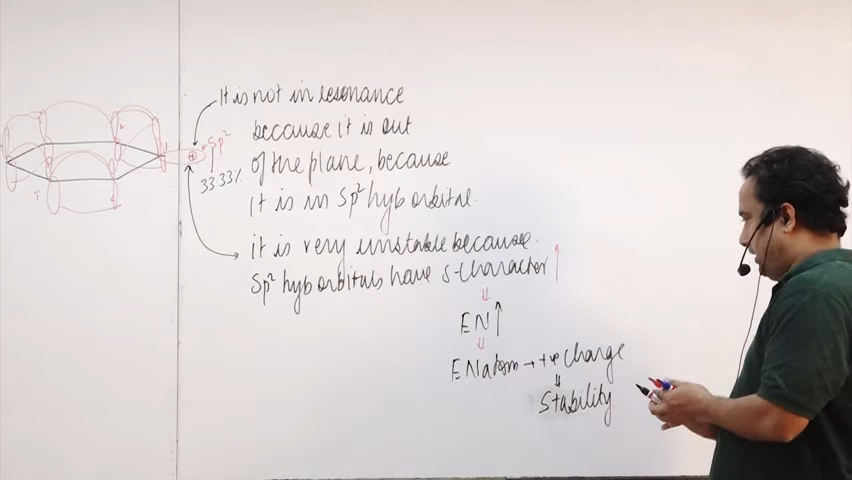 It is not in resonance
because it is out
of the plane, because
it is in Sp² hyb orbital.
Sp²
33.33%
it is very unstable because.
Sp² hyb orbitals have s-character ↑
⇓
EN↑
⇓
EN atom → +ve charge
⇓
Stability